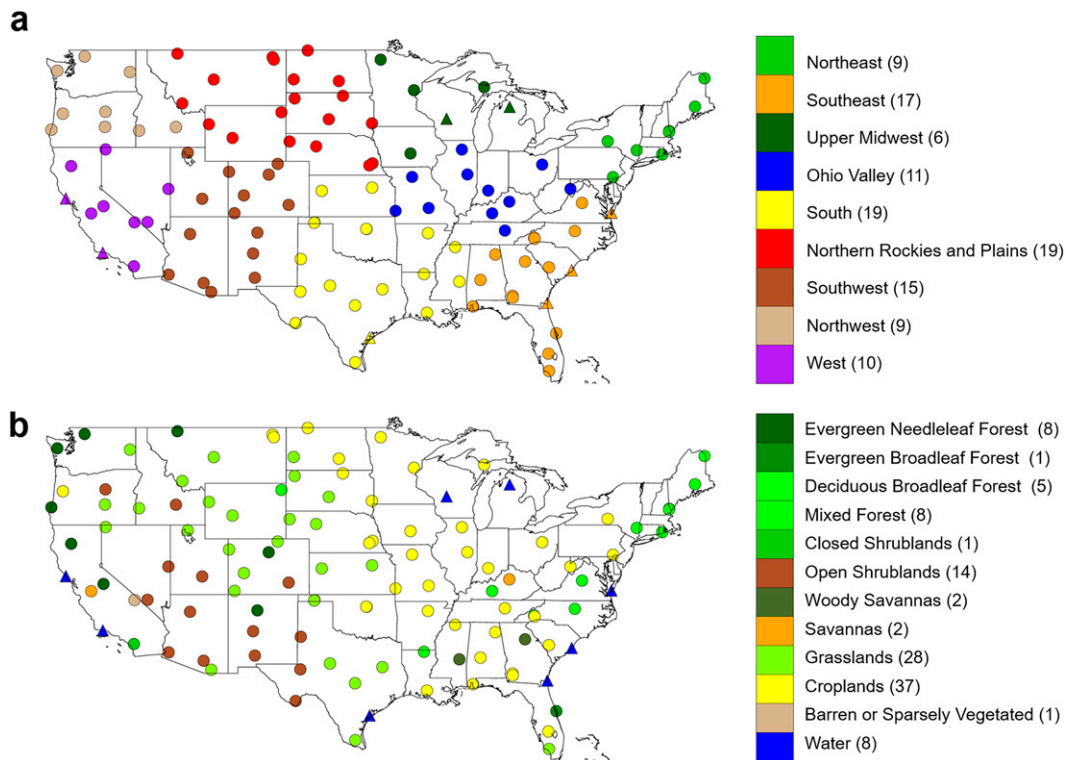 a
Northeast (9)
Southeast (17)
Upper Midwest (6)
Ohio Valley (11)
South (19)
Northern Rockies and Plains (19)
Southwest (15)
Northwest (9)
West (10)
b
Evergreen Needleleaf Forest (8)
Evergreen Broadleaf Forest (1)
Deciduous Broadleaf Forest (5)
Mixed Forest (8)
Closed Shrublands (1)
Open Shrublands (14)
Woody Savannas (2)
Savannas (2)
Grasslands (28)
Croplands (37)
Barren or Sparsely Vegetated (1)
Water (8)